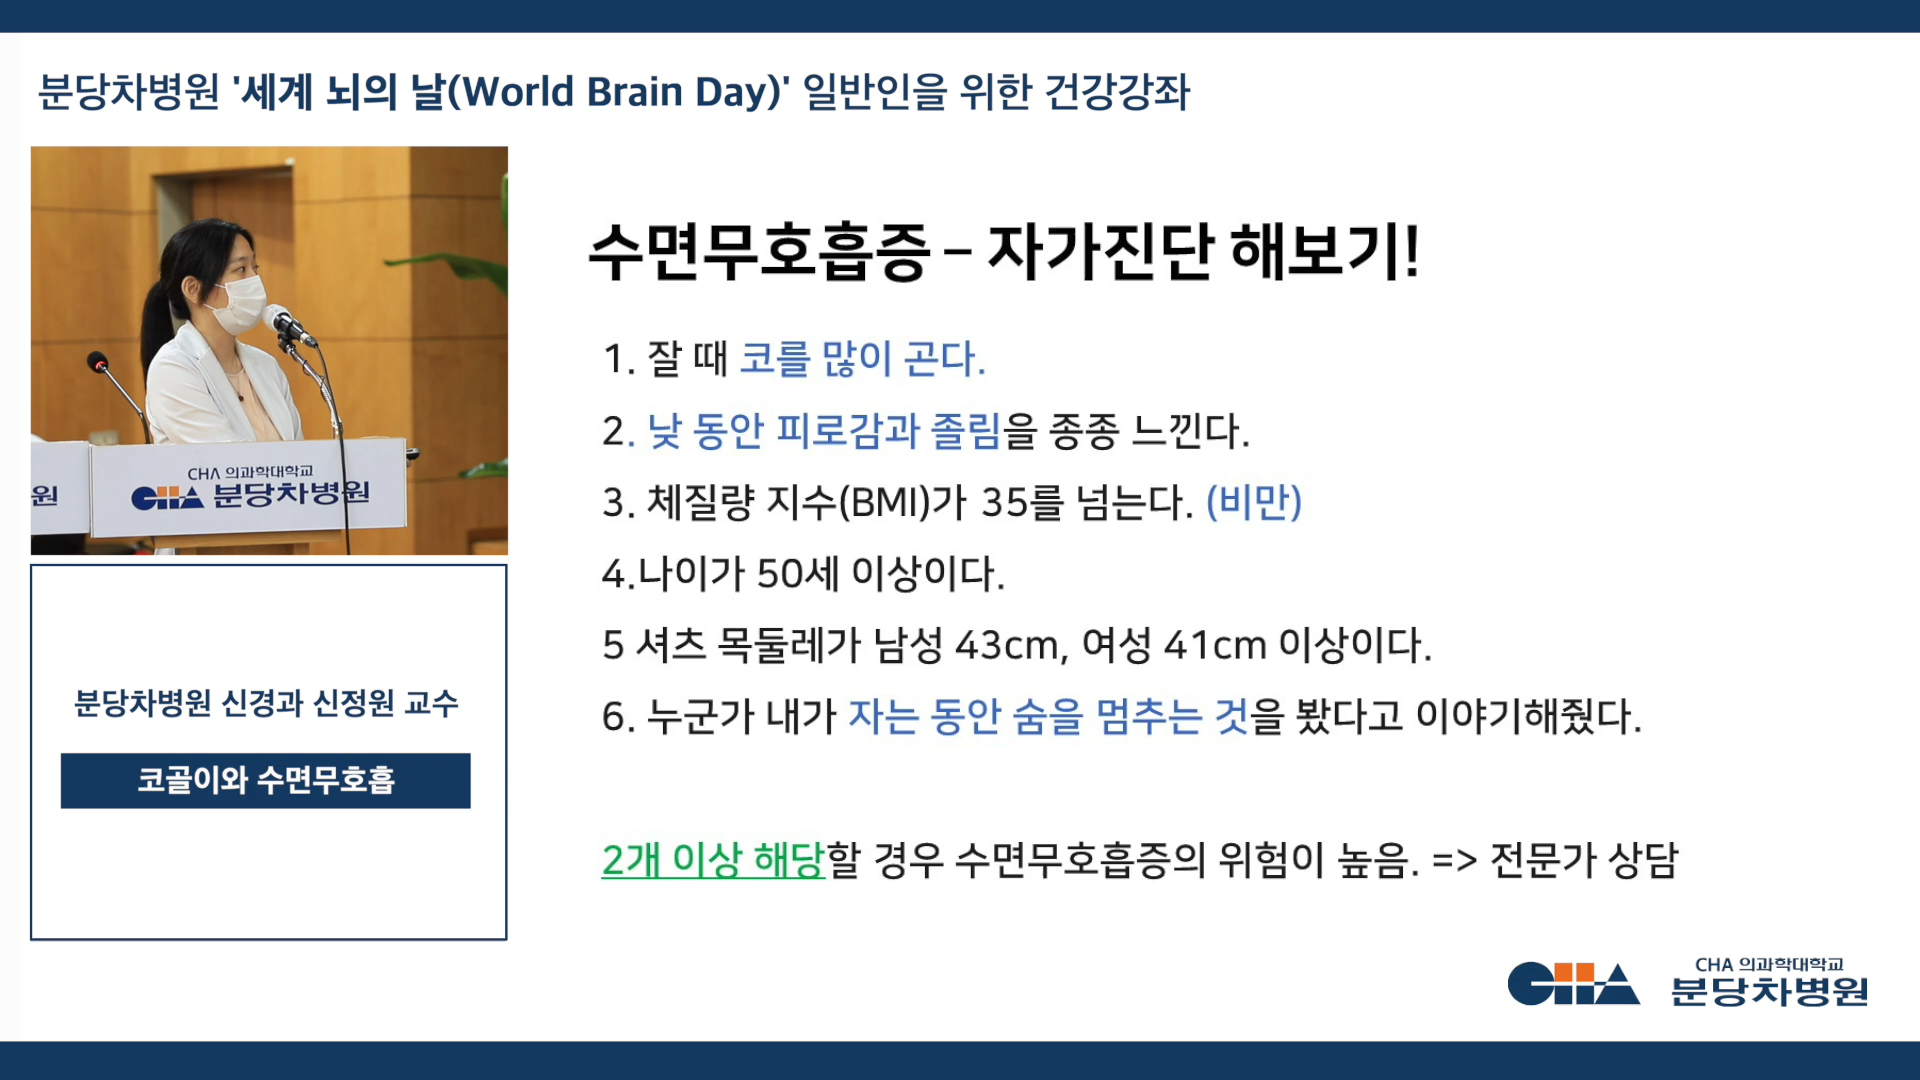 분당차병원 '세계 뇌의 날(World Brain Day)' 일반인을 위한 건강강좌
원
CHA 의과학대학교
CHA 분당차병원
분당차병원 신경과 신정원 교수
코골이와 수면무호흡
수면무호흡증 – 자가진단 해보기!
1. 잘 때 코를 많이 곤다.
2. 낮 동안 피로감과 졸림을 종종 느낀다.
3. 체질량 지수(BMI)가 35를 넘는다. (비만)
4.나이가 50세 이상이다.
5 셔츠 목둘레가 남성 43cm, 여성 41cm 이상이다.
6. 누군가 내가 자는 동안 숨을 멈추는 것을 봤다고 이야기해줬다.
2개 이상 해당할 경우 수면무호흡증의 위험이 높음. => 전문가 상담
CHA CHA 의과학대학교
분당차병원